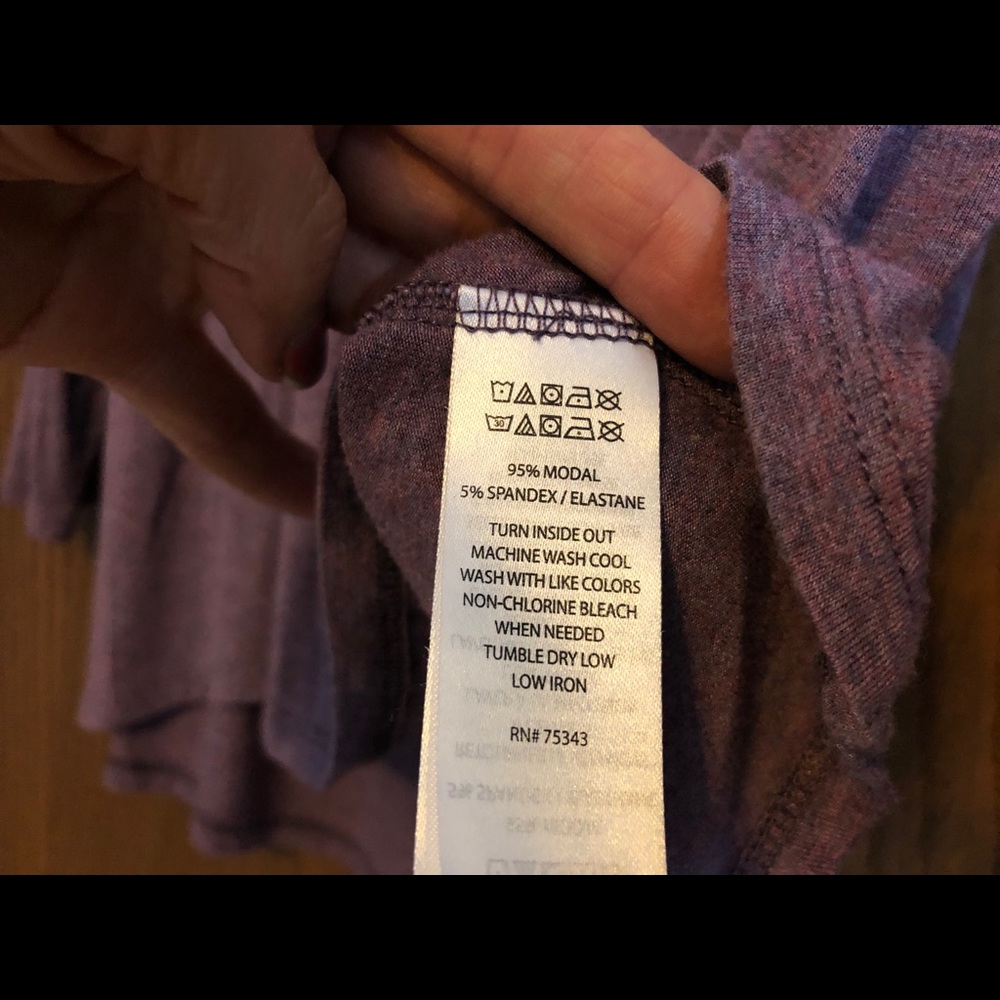 30
95% MODAL
5% SPANDEX / ELASTANE
TURN INSIDE OUT
MACHINE WASH COOL
WASH WITH LIKE COLORS
NON-CHLORINE BLEACH
WHEN NEEDED
TUMBLE DRY LOW
LOW IRON
RN# 75343